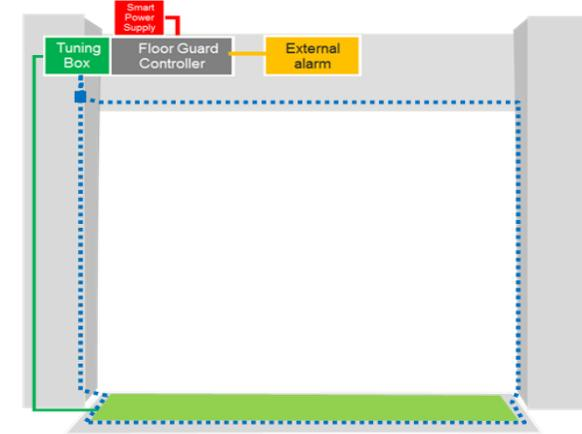 Smart
Power
Supply
Tuning
Box
Floor Guard
Controller
External
alarm